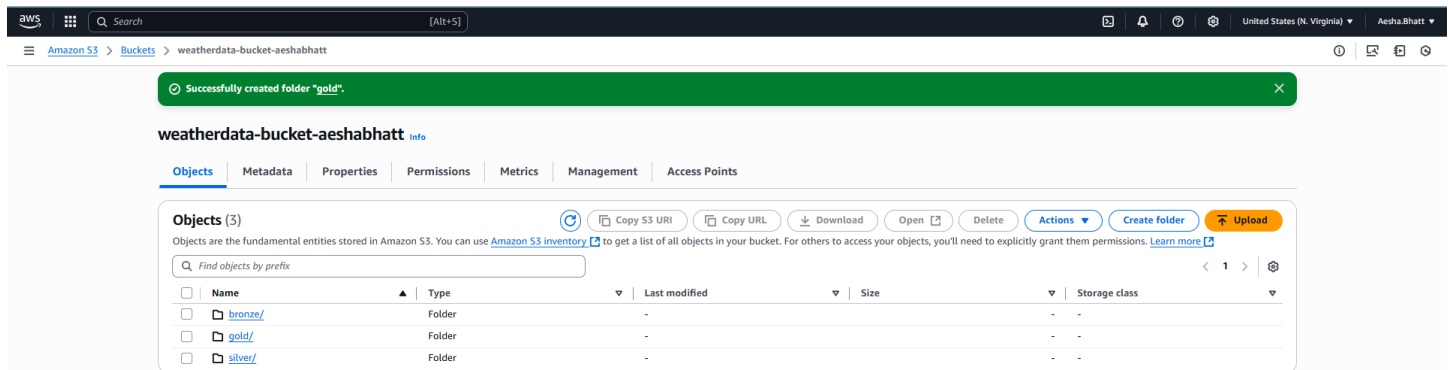 aws Search [Alt+S] United States (N. Virginia) ▼ Aesha.Bhatt ▼
Amazon S3 > Buckets > weatherdata-bucket-aeshabhatt
Successfully created folder "gold".
weatherdata-bucket-aeshabhatt Info
Objects Metadata Properties Permissions Metrics Management Access Points
Objects (3) Copy S3 URI Copy URL Download Open Delete Actions ▼ Create folder Upload
Objects are the fundamental entities stored in Amazon S3. You can use Amazon S3 inventory to get a list of all objects in your bucket. For others to access your objects, you'll need to explicitly grant them permissions. Learn more
Find objects by prefix < 1 >
Name Type Last modified Size Storage class
bronze/ Folder - - -
gold/ Folder - - -
silver/ Folder - - -